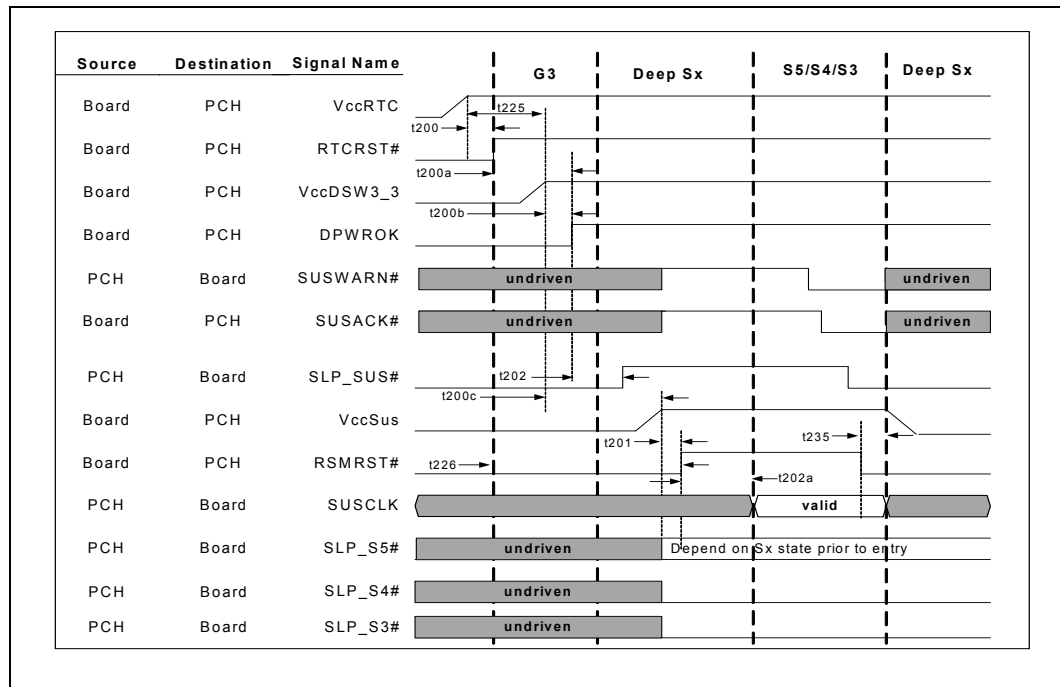 Source Destination Signal Name G3 Deep Sx S5/S4/S3 Deep Sx
Board PCH VccRTC
t225
t200
Board PCH RTCRST#
t200a
Board PCH VccDSW3_3
t200b
Board PCH DPWROK
PCH Board SUSWARN# undriven undriven
Board PCH SUSACK# undriven undriven
PCH Board SLP_SUS# t202
t200c
Board PCH VccSus
t201 t235
Board PCH RSMRST# t226
t202a
PCH Board SUSCLK valid
PCH Board SLP_S5# undriven Depend on Sx state prior to entry
PCH Board SLP_S4# undriven
PCH Board SLP_S3# undriven